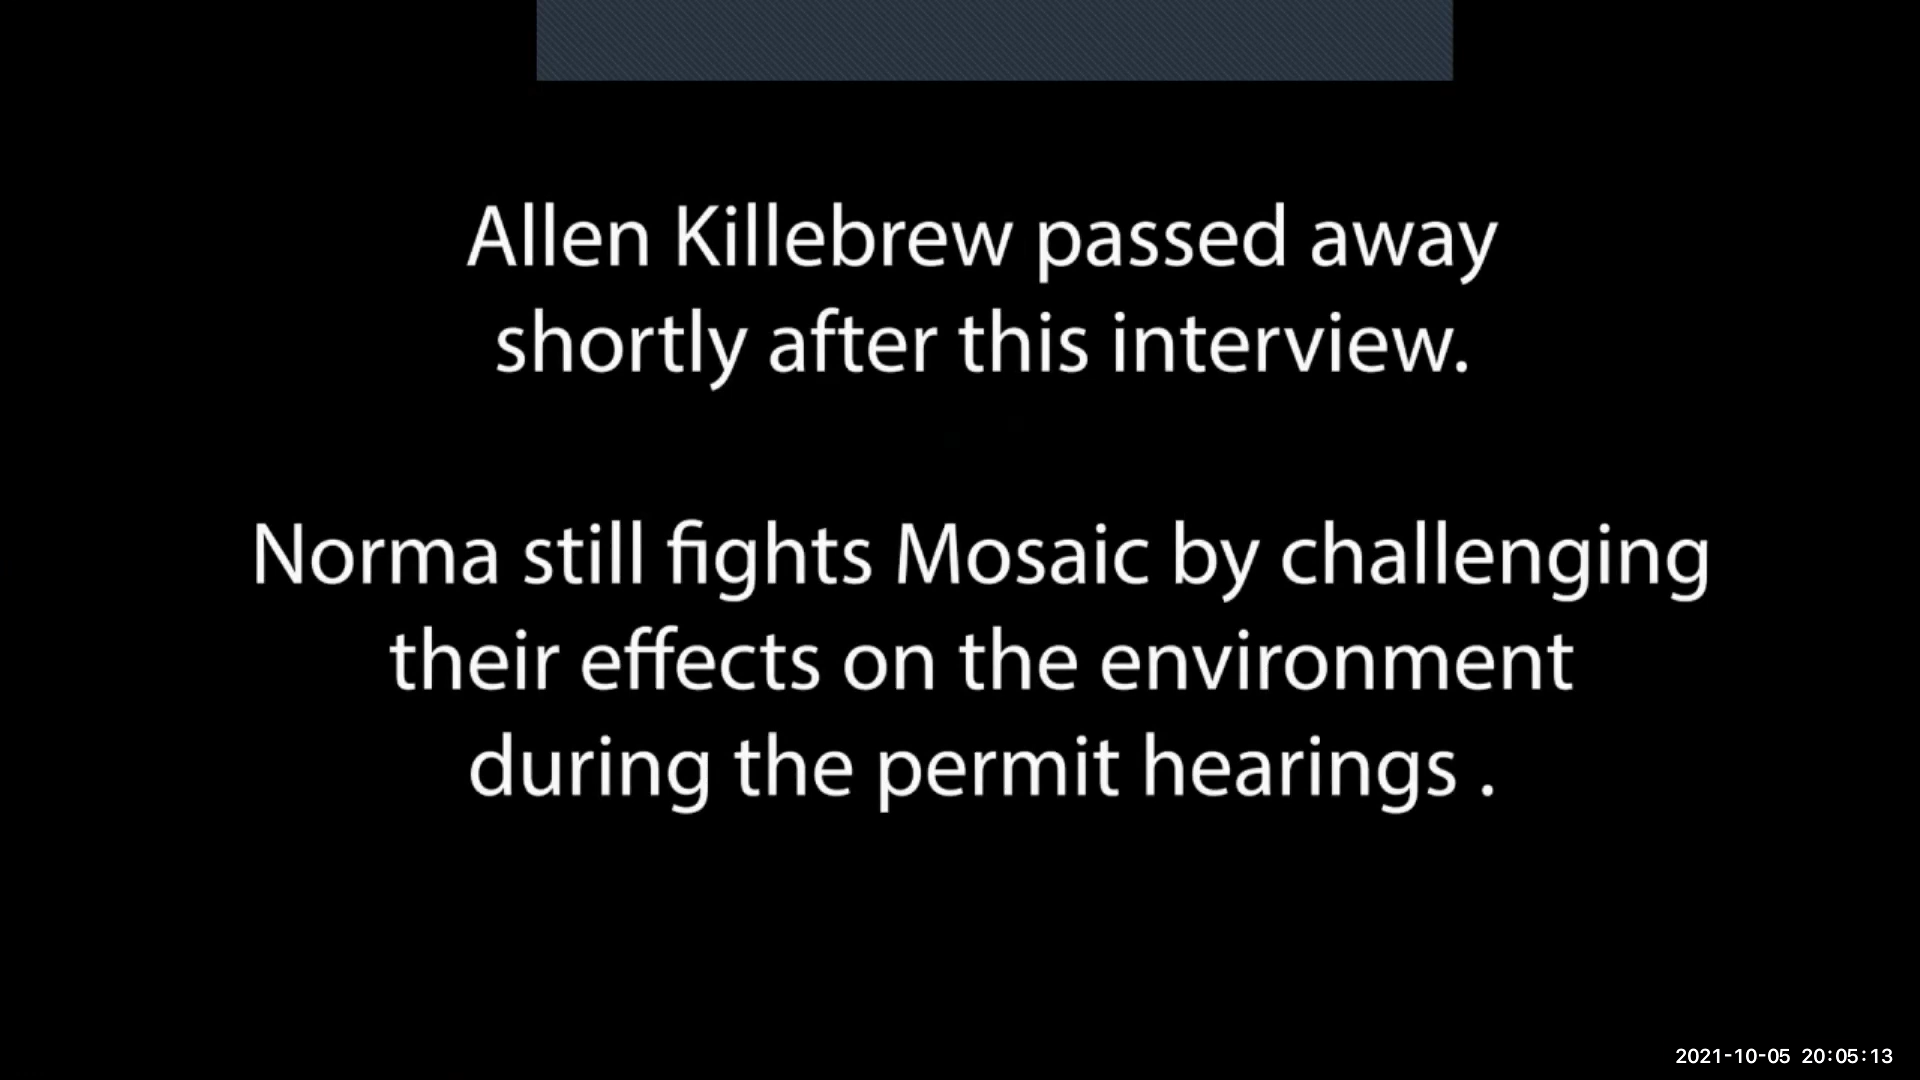 Allen Killebrew passed away
shortly after this interview.
Norma still fights Mosaic by challenging
their effects on the environment
during the permit hearings .
2021-10-05 20:05:13